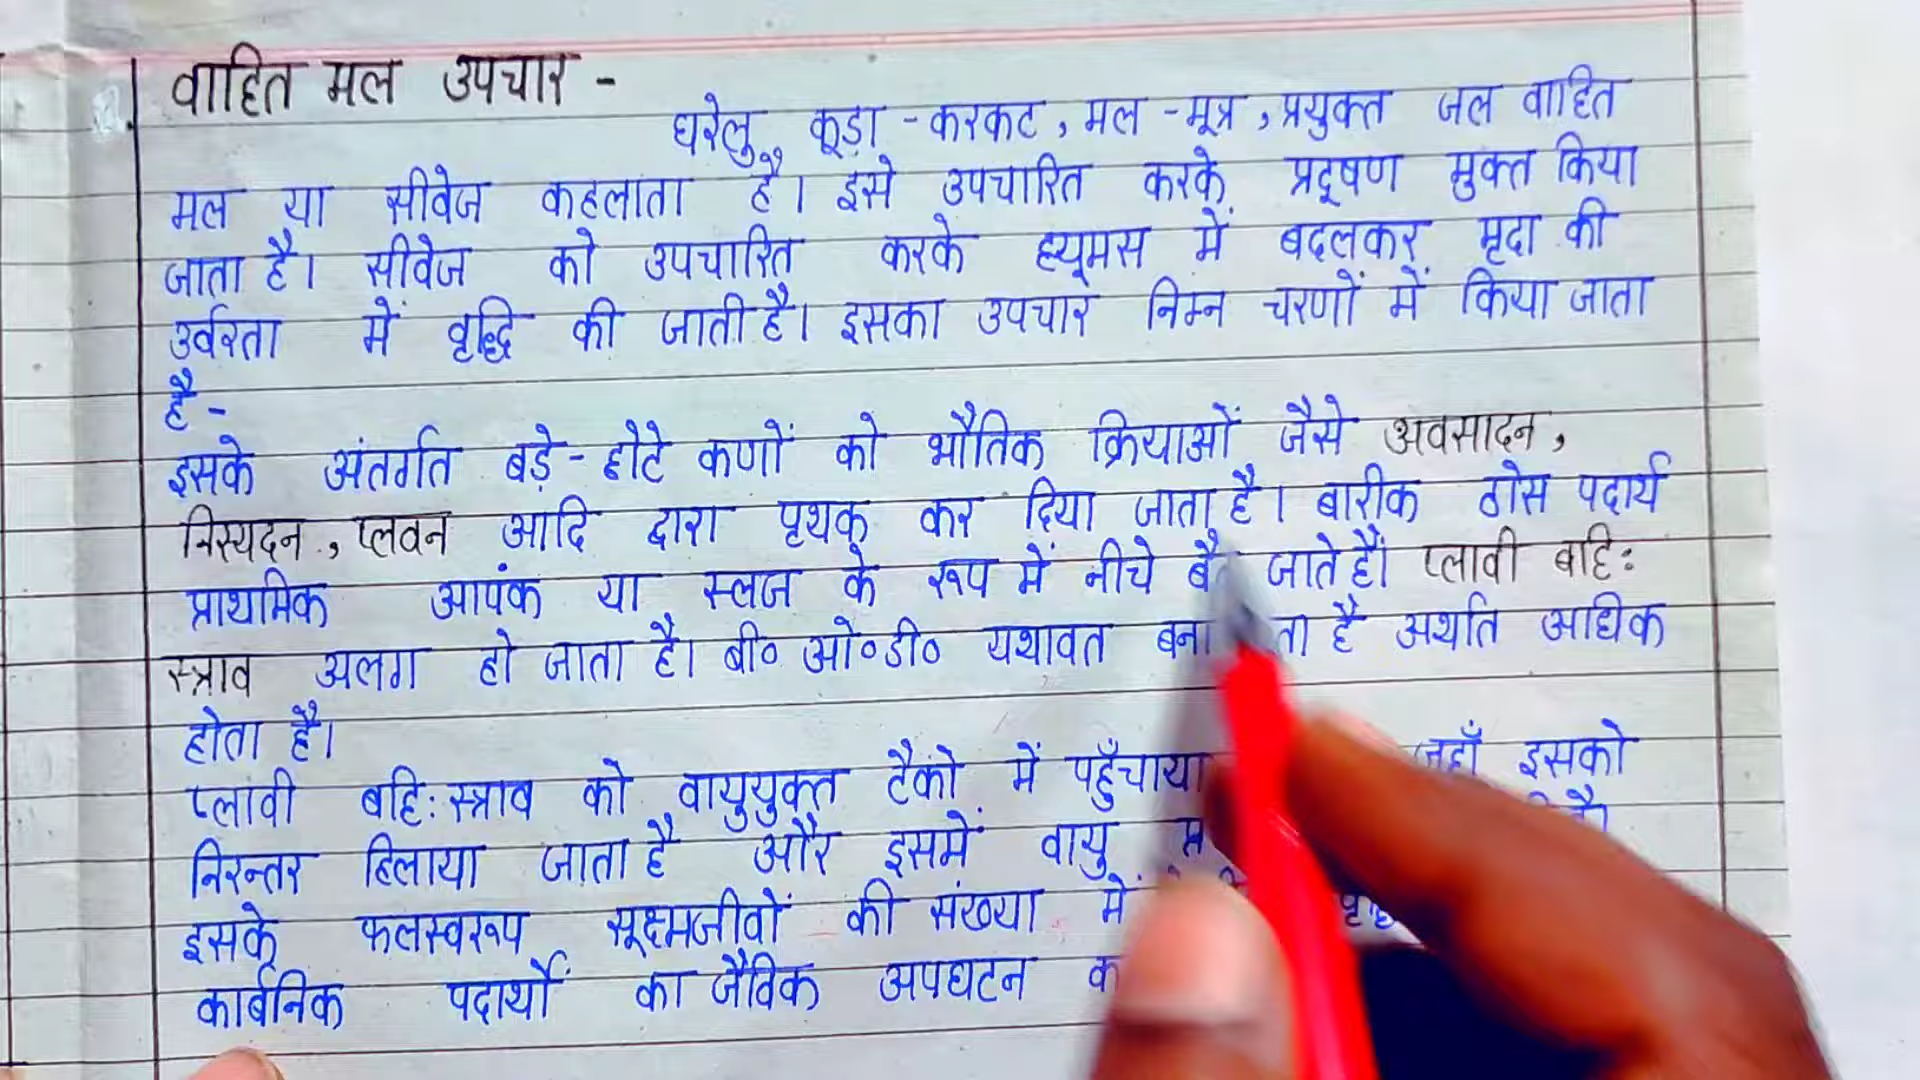 वाहित मल उपचार -
घरेलु कूड़ा - करकट, मल - मूत्र, प्रयुक्त जल वाहित
मल या सीवेज कहलाता है। इसे उपचारित करके प्रदूषण मुक्त किया
जाता है। सीवेज को उपचारित करके ह्यूमस में बदलकर मृदा की
उर्वरता में वृद्धि की जाती है। इसका उपचार निम्न चरणों में किया जाता
है -
इसके अंतर्गत बड़े - छोटे कणों को भौतिक क्रियाओं जैसे अवसादन,
निस्यदन, प्लवन आदि द्वारा पृथक् कर दिया जाता है। बारीक ठोस पदार्थ
प्राथमिक आपंक या स्लज के रूप में नीचे जाते हैं। प्लावी बहि:
स्त्राव अलग हो जाता है। बी० ओ० डी० यथावत है अर्थात अधिक
होता है।
प्लावी बहि: स्त्राव को वायुयुक्त टैंको में पहुँचाया जहाँ इसको
निरन्तर हिलाया जाता है और इसमें वायु
इसके फलस्वरूप सूक्ष्मजीवों की संख्या में
कार्बनिक पदार्थों का जैविक अपघटन